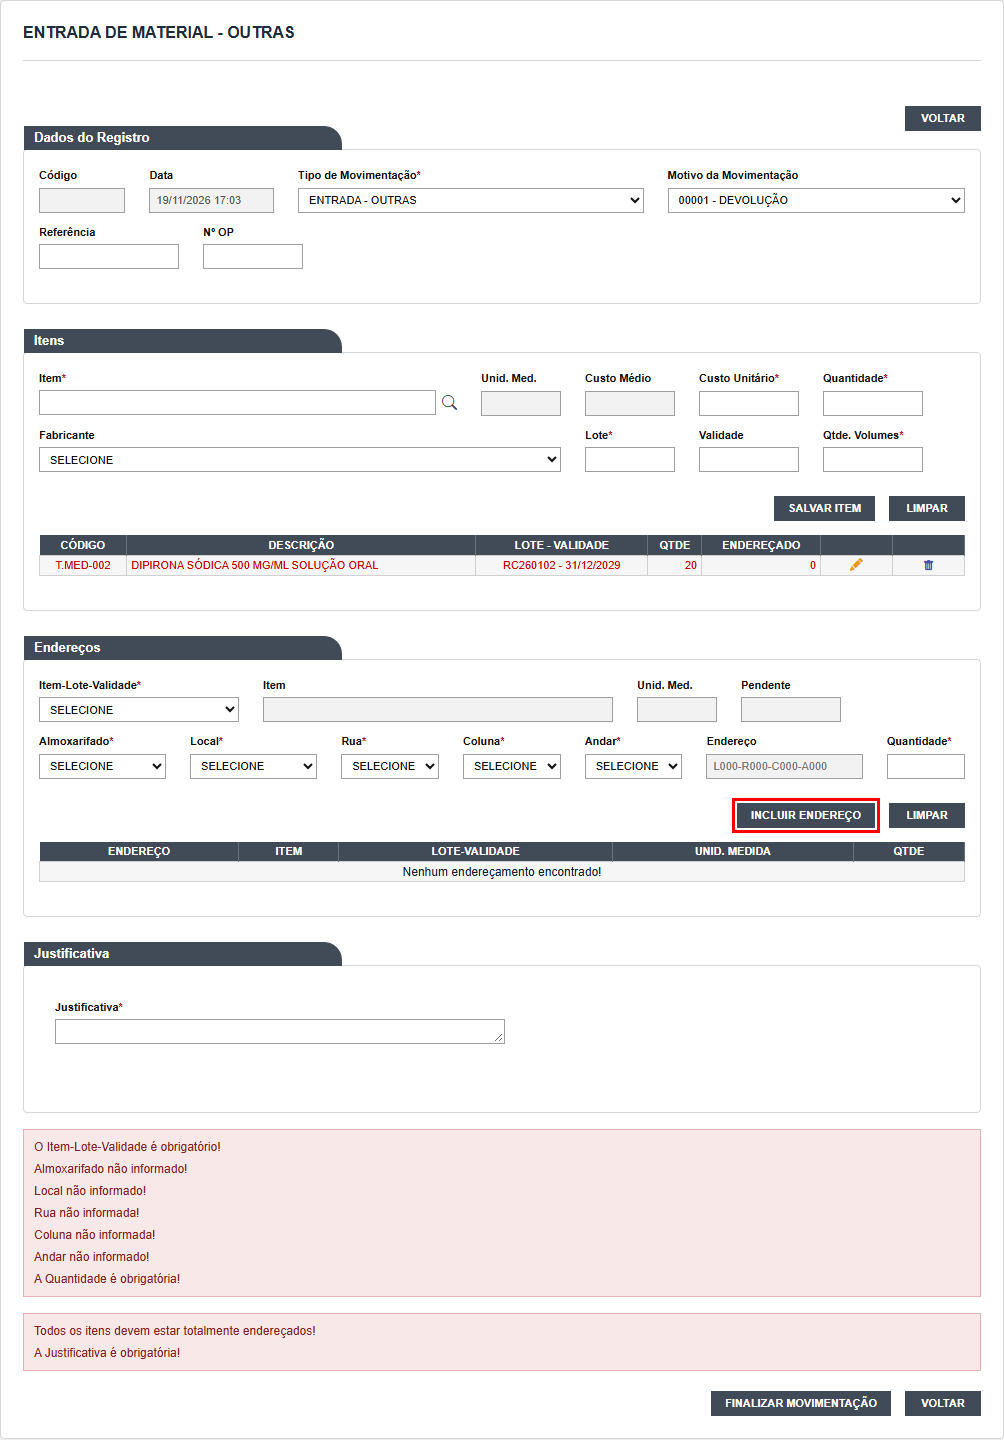 ENTRADA DE MATERIAL - OUTRAS
VOLTAR
Dados do Registro
Código Data Tipo de Movimentação* Motivo da Movimentação
19/11/2026 17:03 ENTRADA - OUTRAS 00001 - DEVOLUÇÃO
Referência Nº OP
Itens
Item* Unid. Med. Custo Médio Custo Unitário* Quantidade*
Fabricante Lote* Validade Qtde. Volumes*
SELECIONE
SALVAR ITEM LIMPAR
CÓDIGO DESCRIÇÃO LOTE - VALIDADE QTDE ENDEREÇADO
T.MED-002 DIPIRONA SÓDICA 500 MG/ML SOLUÇÃO ORAL RC260102 - 31/12/2029 20 0
Endereços
Item-Lote-Validade* Item Unid. Med. Pendente
SELECIONE
Almoxarifado* Local* Rua* Coluna* Andar* Endereço Quantidade*
SELECIONE SELECIONE SELECIONE SELECIONE SELECIONE L000-R000-C000-A000
INCLUIR ENDEREÇO LIMPAR
ENDEREÇO ITEM LOTE-VALIDADE UNID. MEDIDA QTDE
Nenhum endereçamento encontrado!
Justificativa
Justificativa*
O Item-Lote-Validade é obrigatório!
Almoxarifado não informado!
Local não informado!
Rua não informada!
Coluna não informada!
Andar não informado!
A Quantidade é obrigatória!
Todos os itens devem estar totalmente endereçados!
A Justificativa é obrigatória!
FINALIZAR MOVIMENTAÇÃO VOLTAR